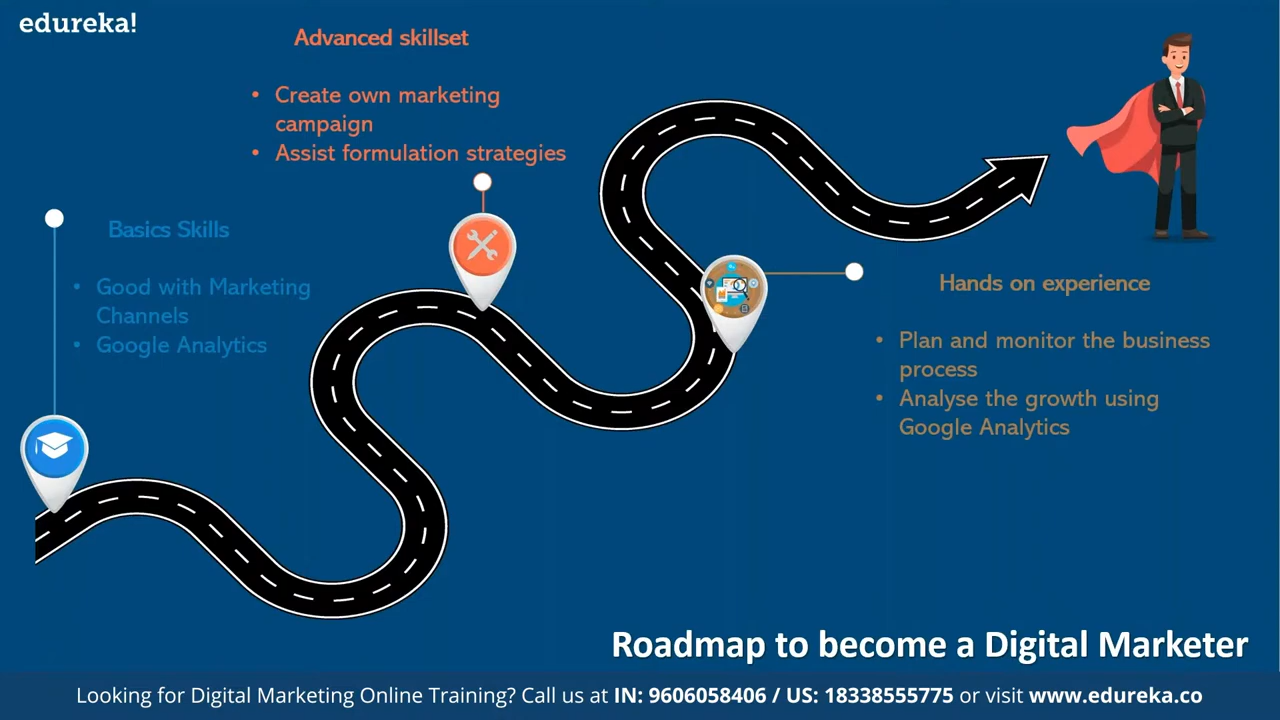 edureka!
Advanced skillset
• Create own marketing
campaign
• Assist formulation strategies
Basics Skills
• Good with Marketing
Channels
• Google Analytics
Hands on experience
• Plan and monitor the business
process
• Analyse the growth using
Google Analytics
Roadmap to become a Digital Marketer
Looking for Digital Marketing Online Training? Call us at IN: 9606058406 / US: 18338555775 or visit www.edureka.co